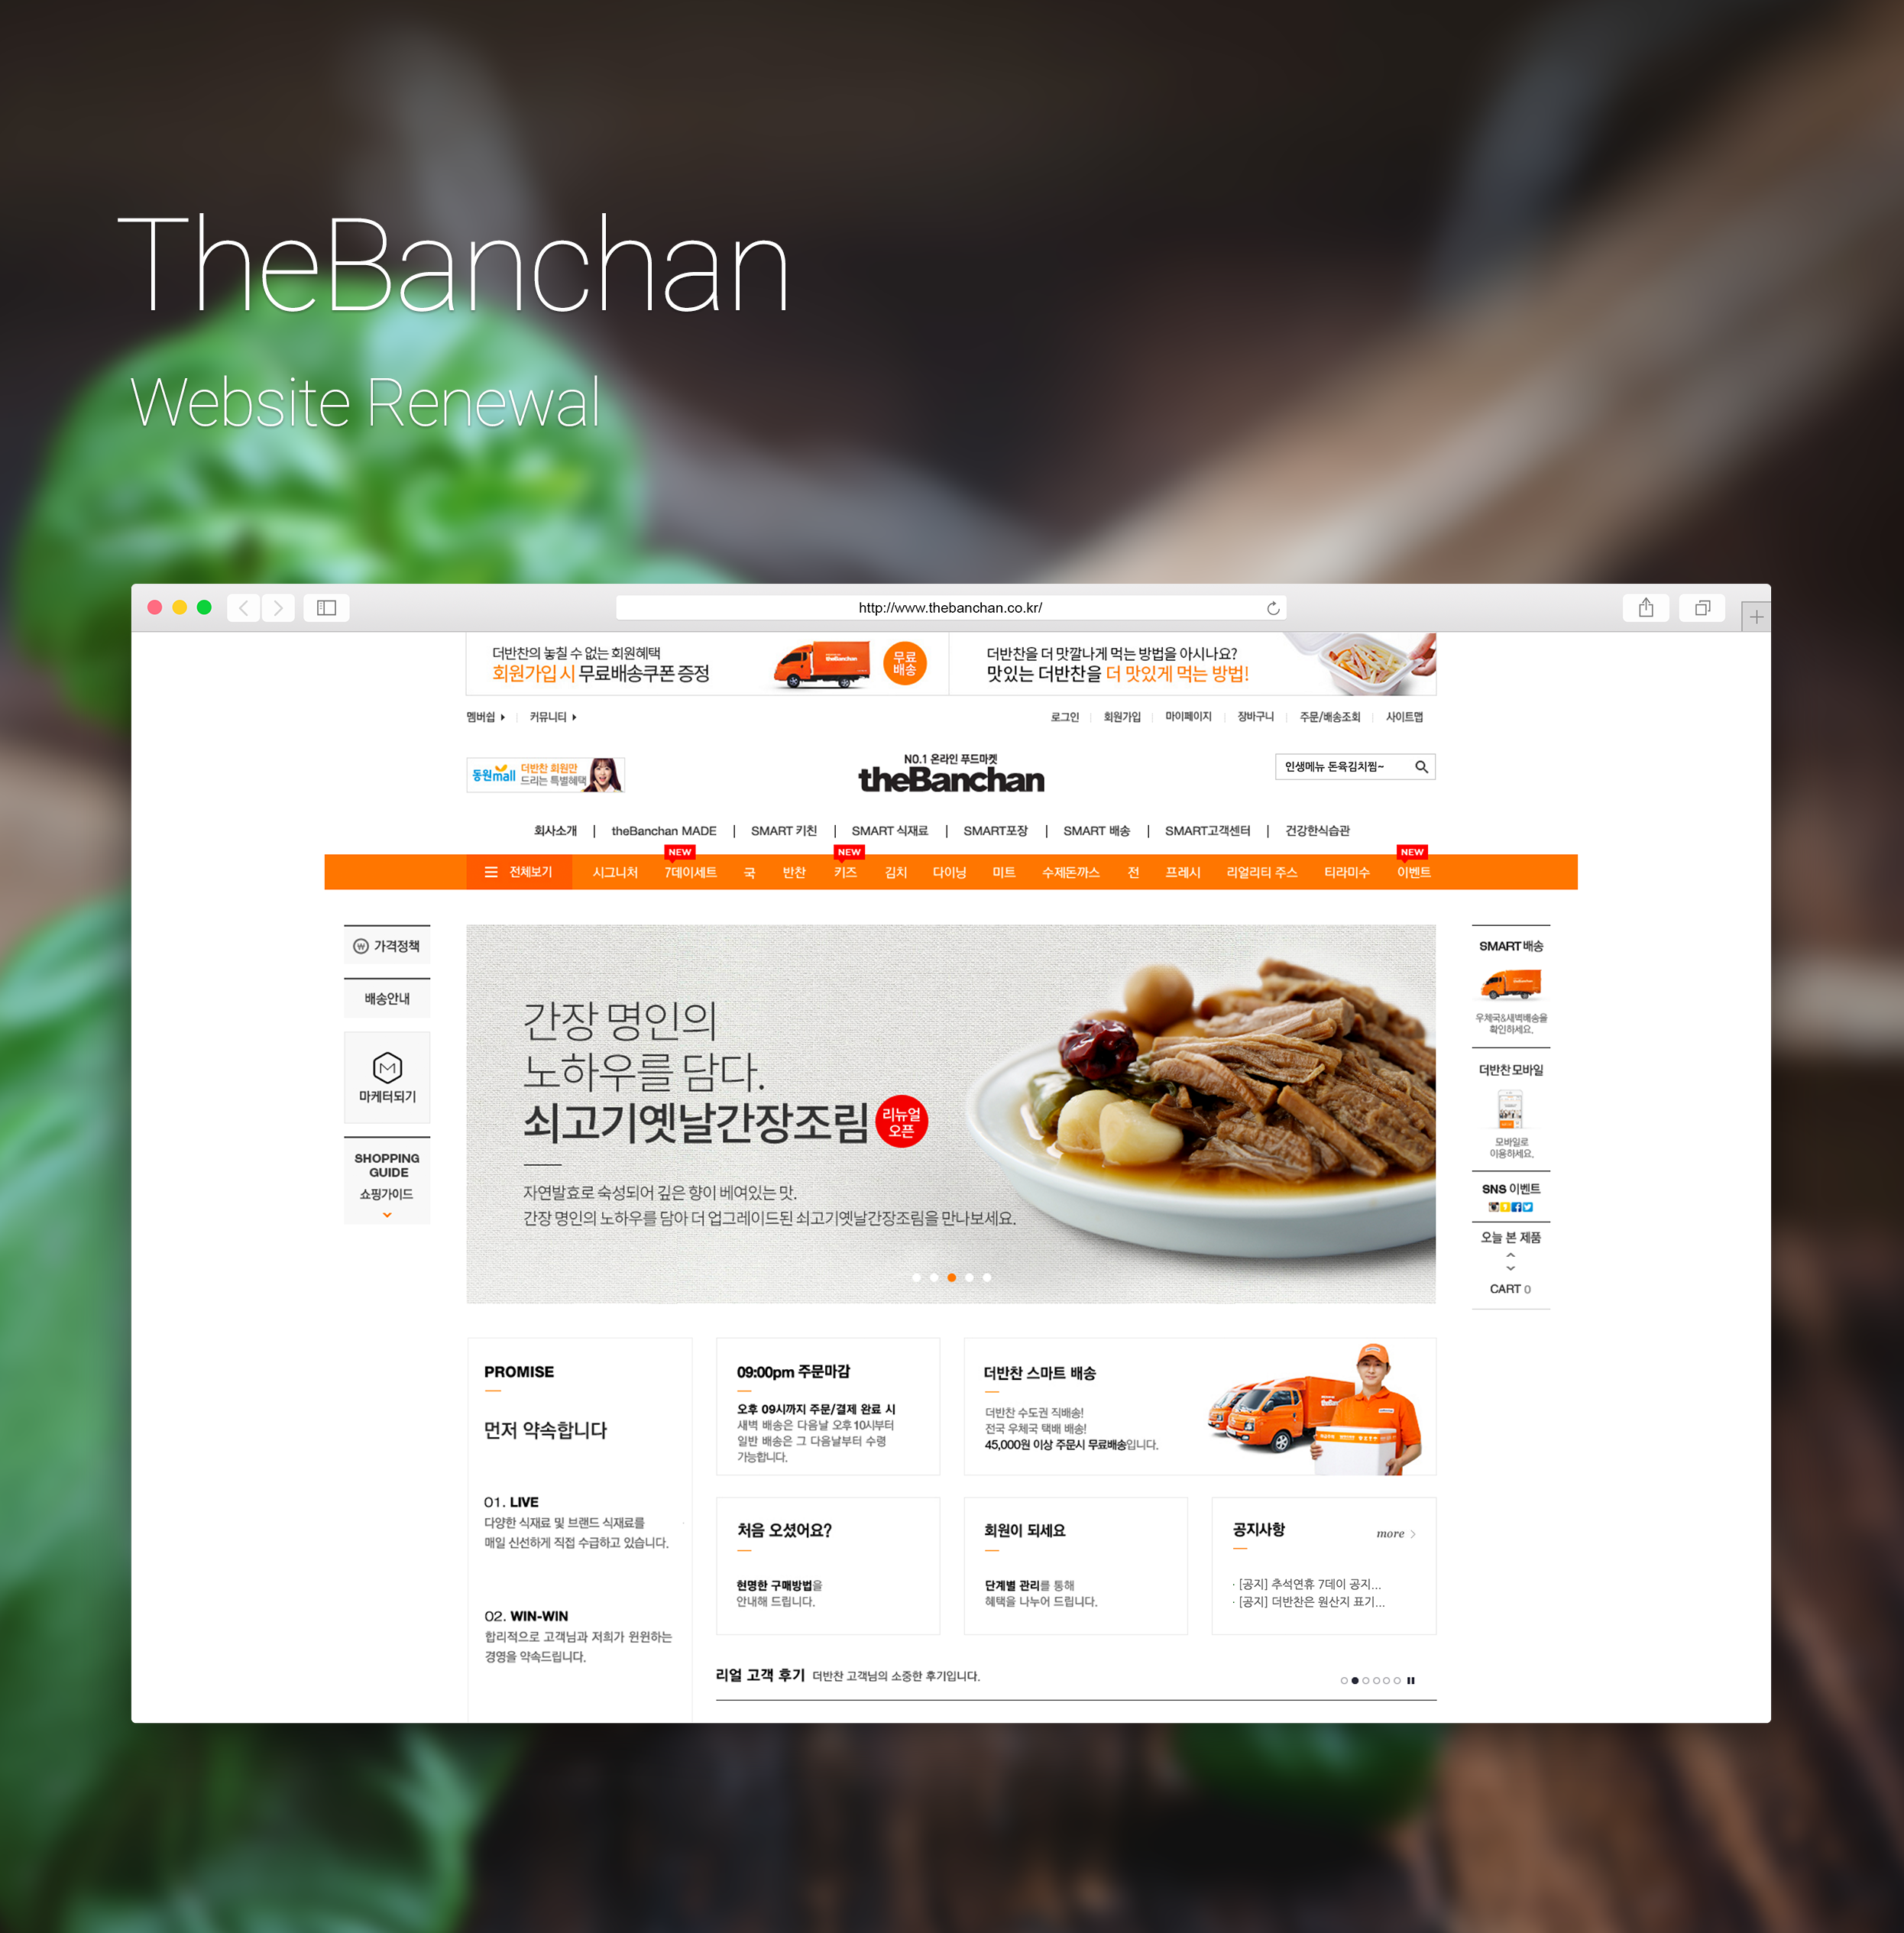 TheBanchan
Website Renewal
http://www.thebanchan.co.kr/
더반찬의 놓칠 수 없는 회원혜택
회원가입 시 무료배송쿠폰 증정
theBanchan
무료
배송
더반찬을 더 맛깔나게 먹는 방법을 아시나요?
맛있는 더반찬을 더 맛있게 먹는 방법!
멤버쉽
커뮤니티
로그인
회원가입
마이페이지
장바구니
주문/배송조회
사이트맵
동원mall
더반찬 회원만
드리는 특별혜택
NO.1 온라인 푸드마켓
theBanchan
인생메뉴 돈육김치찜~
회사소개 | theBanchan MADE | SMART 키친 | SMART 식재료 | SMART포장 | SMART 배송 | SMART고객센터 | 건강한식습관
NEW
NEW
NEW
전체보기 시그니처 7데이세트 국 반찬 키즈 김치 다이닝 미트 수제돈까스 전 프레시 리얼리티 주스 티라미수 이벤트
가격정책
배송안내
마케터되기
SHOPPING
GUIDE
쇼핑가이드
간장 명인의
노하우를 담다.
쇠고기옛날간장조림
리뉴얼
오픈
자연발효로 숙성되어 깊은 향이 베여있는 맛.
간장 명인의 노하우를 담아 더 업그레이드된 쇠고기옛날간장조림을 만나보세요.
SMART 배송
우체국&새벽배송을
확인하세요.
더반찬 모바일
모바일로
이용하세요.
SNS 이벤트
오늘 본 제품
CART 0
PROMISE
먼저 약속합니다
01. LIVE
다양한 식재료 및 브랜드 식재료를
매일 신선하게 직접 수급하고 있습니다.
02. WIN-WIN
합리적으로 고객님과 저희가 윈윈하는
경영을 약속드립니다.
09:00pm 주문마감
오후 09시까지 주문/결제 완료 시
새벽 배송은 다음날 오후 10시부터
일반 배송은 그 다음날부터 수령
가능합니다.
더반찬 스마트 배송
더반찬 수도권 직배송!
전국 우체국 택배 배송!
45,000원 이상 주문시 무료배송입니다.
처음 오셨어요?
현명한 구매방법을
안내해 드립니다.
회원이 되세요
단계별 관리를 통해
혜택을 나누어 드립니다.
공지사항
more
· [공지] 추석연휴 7데이 공지...
· [공지] 더반찬은 원산지 표기...
리얼 고객 후기 더반찬 고객님의 소중한 후기입니다.